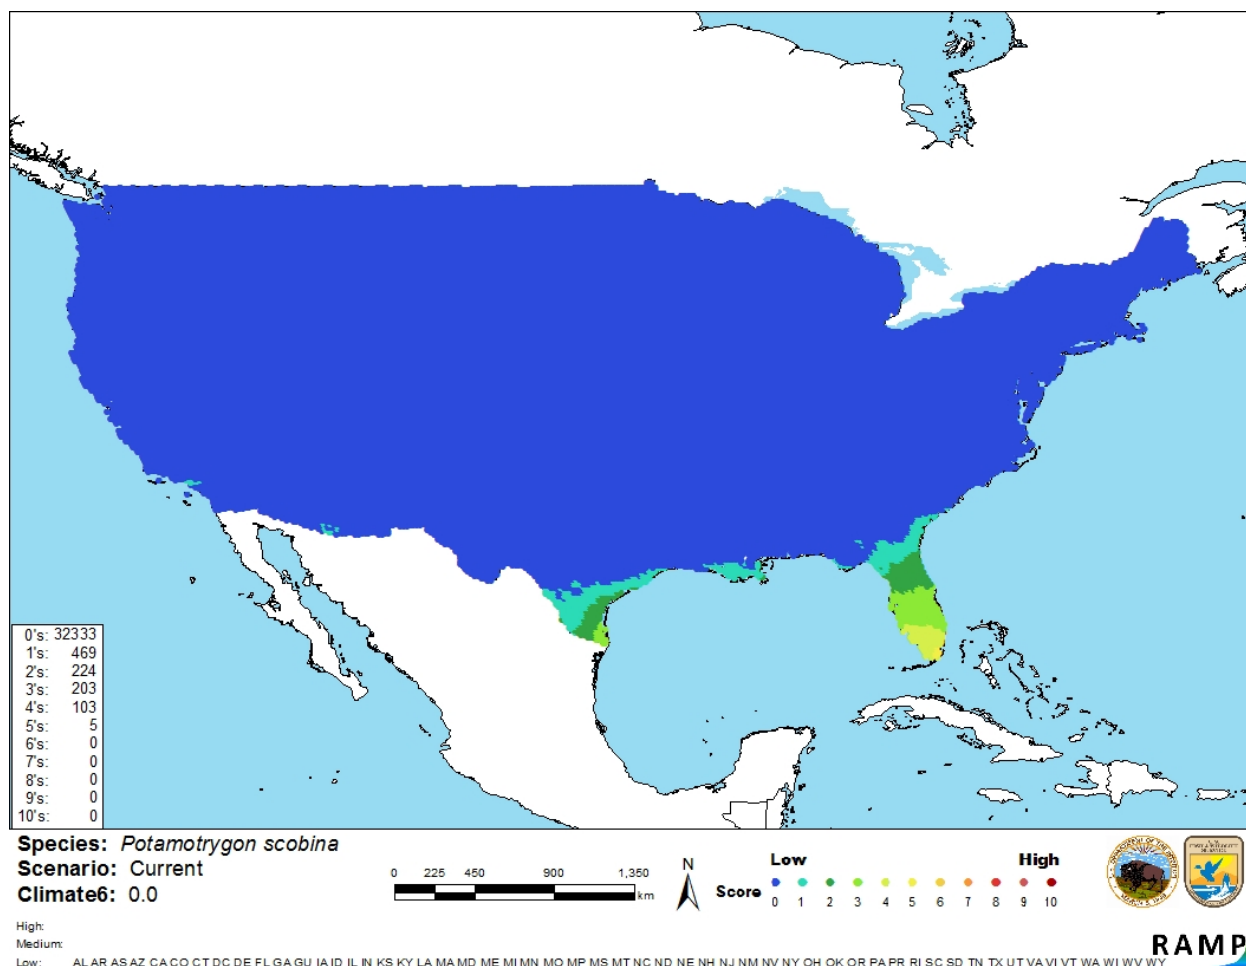 0's: 32333
1's: 469
2's: 224
3's: 203
4's: 103
5's: 5
6's: 0
7's: 0
8's: 0
9's: 0
10's: 0
Species: Potamotrygon scobina
Scenario: Current
Climate6: 0.0
0 225 450 900 1,350
km
N
Low High
Score
0 1 2 3 4 5 6 7 8 9 10
RAMP
High:
Medium:
Low: AL AR AS AZ CA CO CT DC DE FL GA GU IA ID IL IN KS KY LA MA MD ME MI MN MO MP MS MT NC ND NE NH NJ NM NV NY OH OK OR PA PR RI SC SD TN TX UT VA VI VT WA WI WV WY